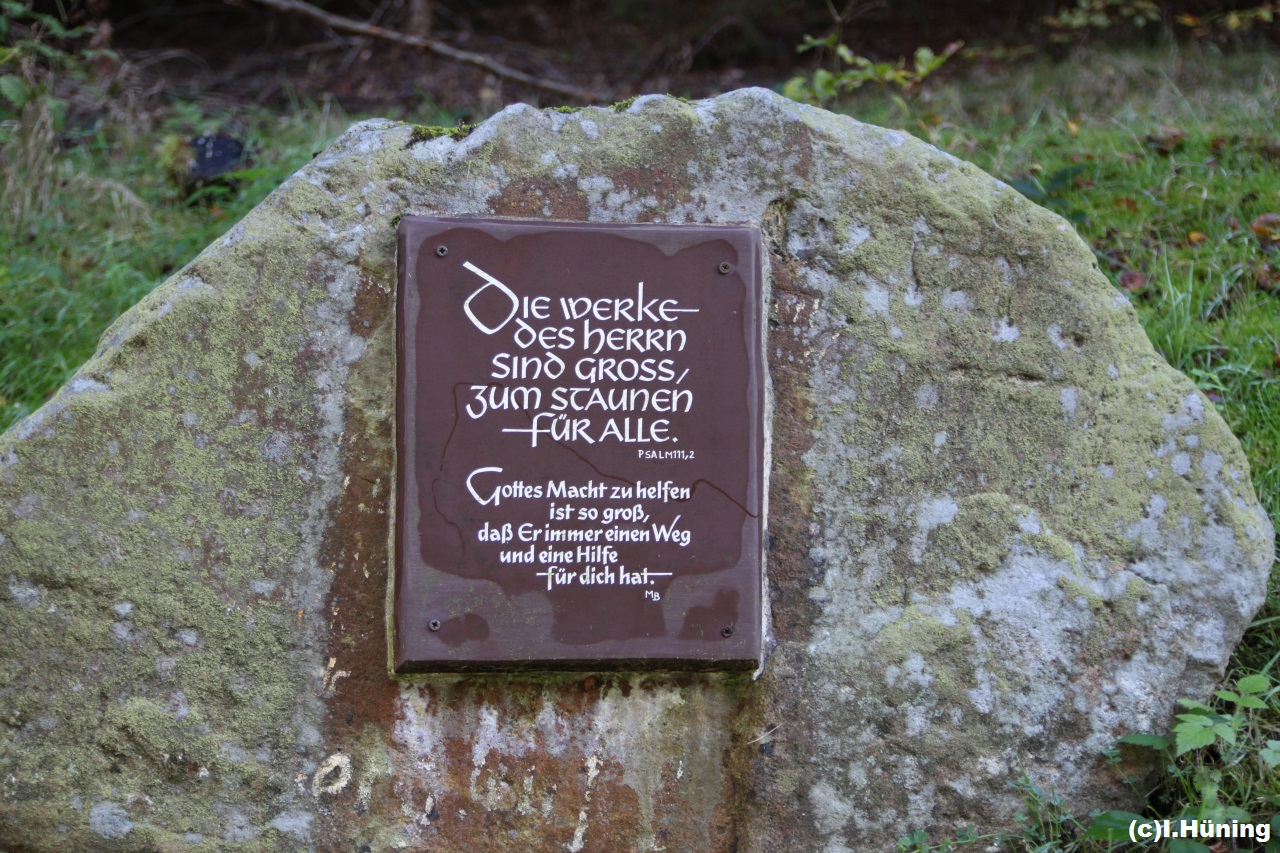 Die Werke
des Herrn
sind gross,
zum Staunen
für alle.
PSALM 111,2
Gottes Macht zu helfen
ist so groß,
daß Er immer einen Weg
und eine Hilfe
für dich hat.
MB
(c)I.Hüning